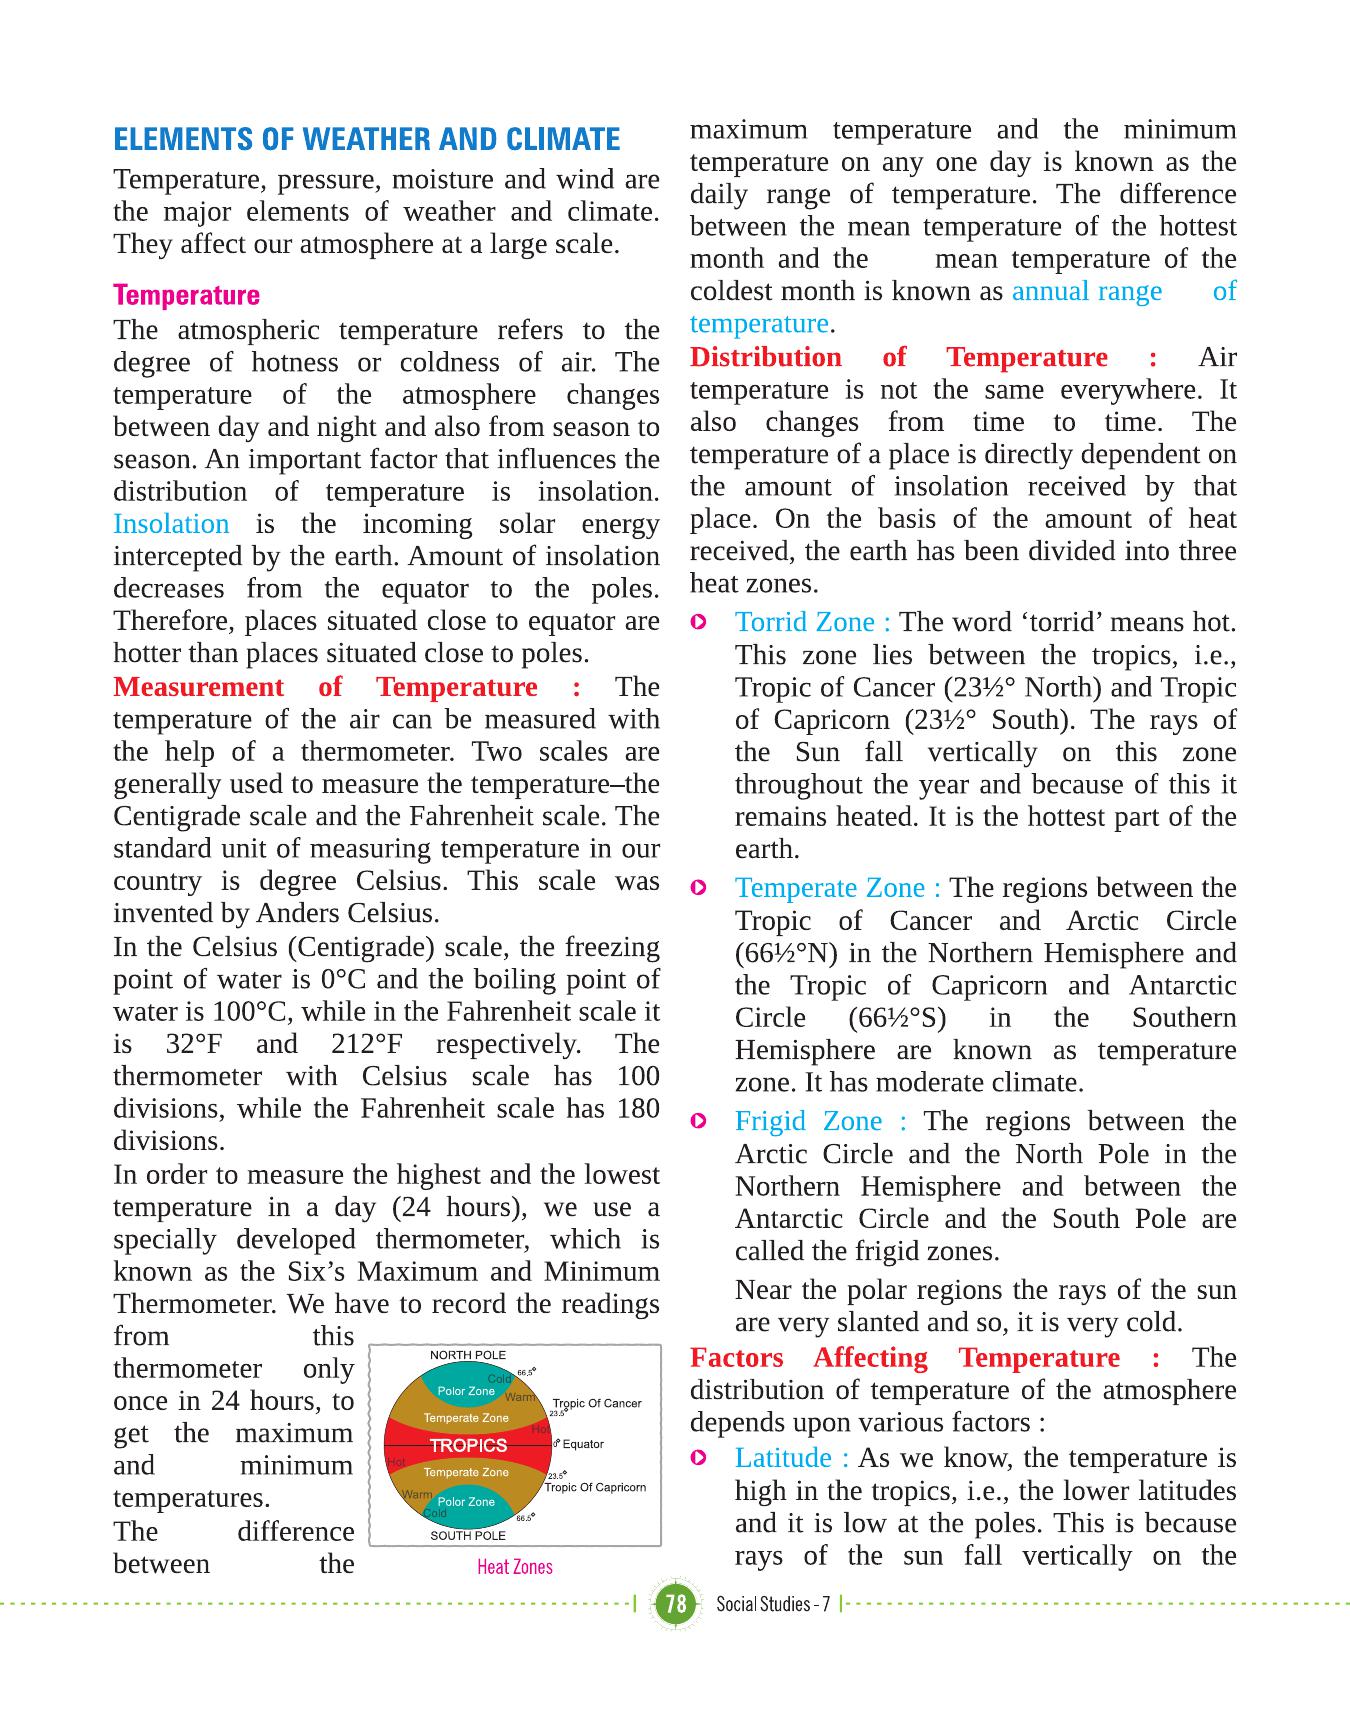 ELEMENTS OF WEATHER AND CLIMATE
Temperature, pressure, moisture and wind are
the major elements of weather and climate.
They affect our atmosphere at a large scale.
Temperature
The atmospheric temperature refers to the
degree of hotness or coldness of air. The
temperature of the atmosphere changes
between day and night and also from season to
season. An important factor that influences the
distribution of temperature is insolation.
Insolation is the incoming solar energy
intercepted by the earth. Amount of insolation
decreases from the equator to the poles.
Therefore, places situated close to equator are
hotter than places situated close to poles.
Measurement of Temperature : The
temperature of the air can be measured with
the help of a thermometer. Two scales are
generally used to measure the temperature–the
Centigrade scale and the Fahrenheit scale. The
standard unit of measuring temperature in our
country is degree Celsius. This scale was
invented by Anders Celsius.
In the Celsius (Centigrade) scale, the freezing
point of water is 0°C and the boiling point of
water is 100°C, while in the Fahrenheit scale it
is 32°F and 212°F respectively. The
thermometer with Celsius scale has 100
divisions, while the Fahrenheit scale has 180
divisions.
In order to measure the highest and the lowest
temperature in a day (24 hours), we use a
specially developed thermometer, which is
known as the Six’s Maximum and Minimum
Thermometer. We have to record the readings
from this
thermometer only
once in 24 hours, to
get the maximum
and minimum
temperatures.
The difference
between the
NORTH POLE
Cold 66.5°
Polor Zone
Warm
Tropic Of Cancer
23.5°
Temperate Zone
Hot
TROPICS
0° Equator
Hot
Temperate Zone
23.5°
Tropic Of Capricorn
Warm
Polor Zone
Cold
66.5°
SOUTH POLE
Heat Zones
maximum temperature and the minimum
temperature on any one day is known as the
daily range of temperature. The difference
between the mean temperature of the hottest
month and the mean temperature of the
coldest month is known as annual range of
temperature.
Distribution of Temperature : Air
temperature is not the same everywhere. It
also changes from time to time. The
temperature of a place is directly dependent on
the amount of insolation received by that
place. On the basis of the amount of heat
received, the earth has been divided into three
heat zones.
Torrid Zone : The word ‘torrid’ means hot.
This zone lies between the tropics, i.e.,
Tropic of Cancer (23½° North) and Tropic
of Capricorn (23½° South). The rays of
the Sun fall vertically on this zone
throughout the year and because of this it
remains heated. It is the hottest part of the
earth.
Temperate Zone : The regions between the
Tropic of Cancer and Arctic Circle
(66½°N) in the Northern Hemisphere and
the Tropic of Capricorn and Antarctic
Circle (66½°S) in the Southern
Hemisphere are known as temperature
zone. It has moderate climate.
Frigid Zone : The regions between the
Arctic Circle and the North Pole in the
Northern Hemisphere and between the
Antarctic Circle and the South Pole are
called the frigid zones.
Near the polar regions the rays of the sun
are very slanted and so, it is very cold.
Factors Affecting Temperature : The
distribution of temperature of the atmosphere
depends upon various factors :
Latitude : As we know, the temperature is
high in the tropics, i.e., the lower latitudes
and it is low at the poles. This is because
rays of the sun fall vertically on the
78 Social Studies - 7